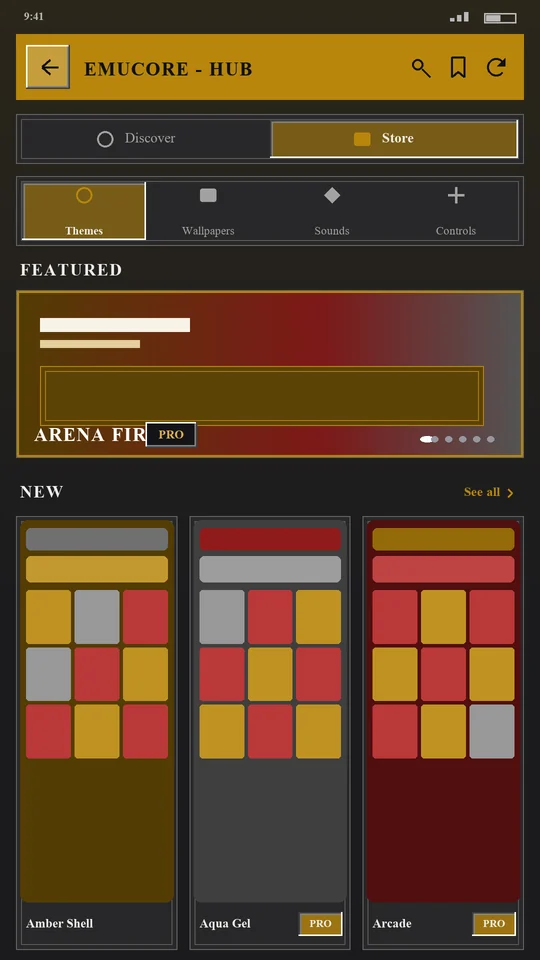 9:41
EMUCORE - HUB
Discover
Store
Themes
Wallpapers
Sounds
Controls
FEATURED
ARENA FIR
PRO
NEW
See all
Amber Shell
Aqua Gel
PRO
Arcade
PRO